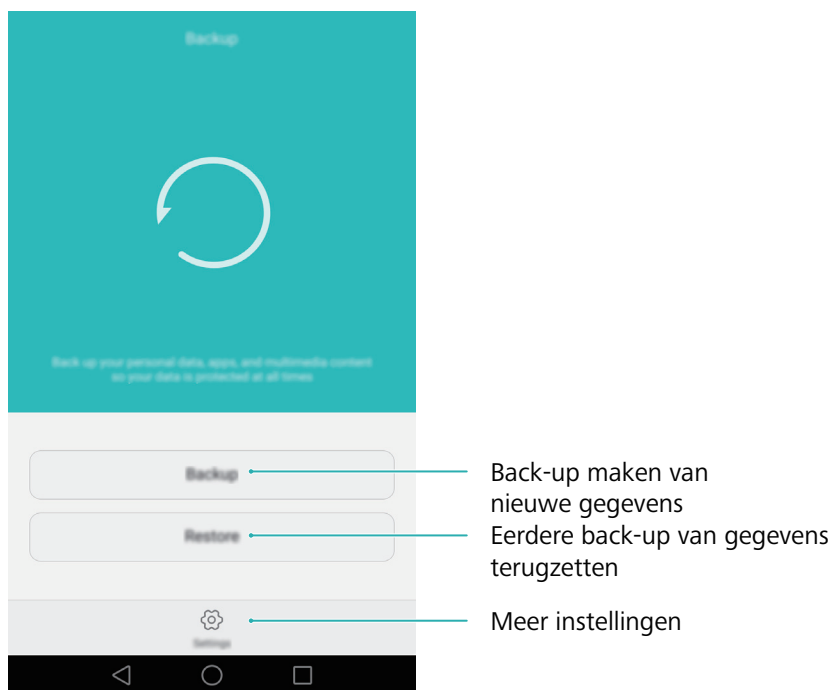 Backup
Back up your personal data, apps, and multimedia content
so your data is protected at all times
Backup
Back-up maken van
nieuwe gegevens
Restore
Eerdere back-up van gegevens
terugzetten
Meer instellingen
Settings